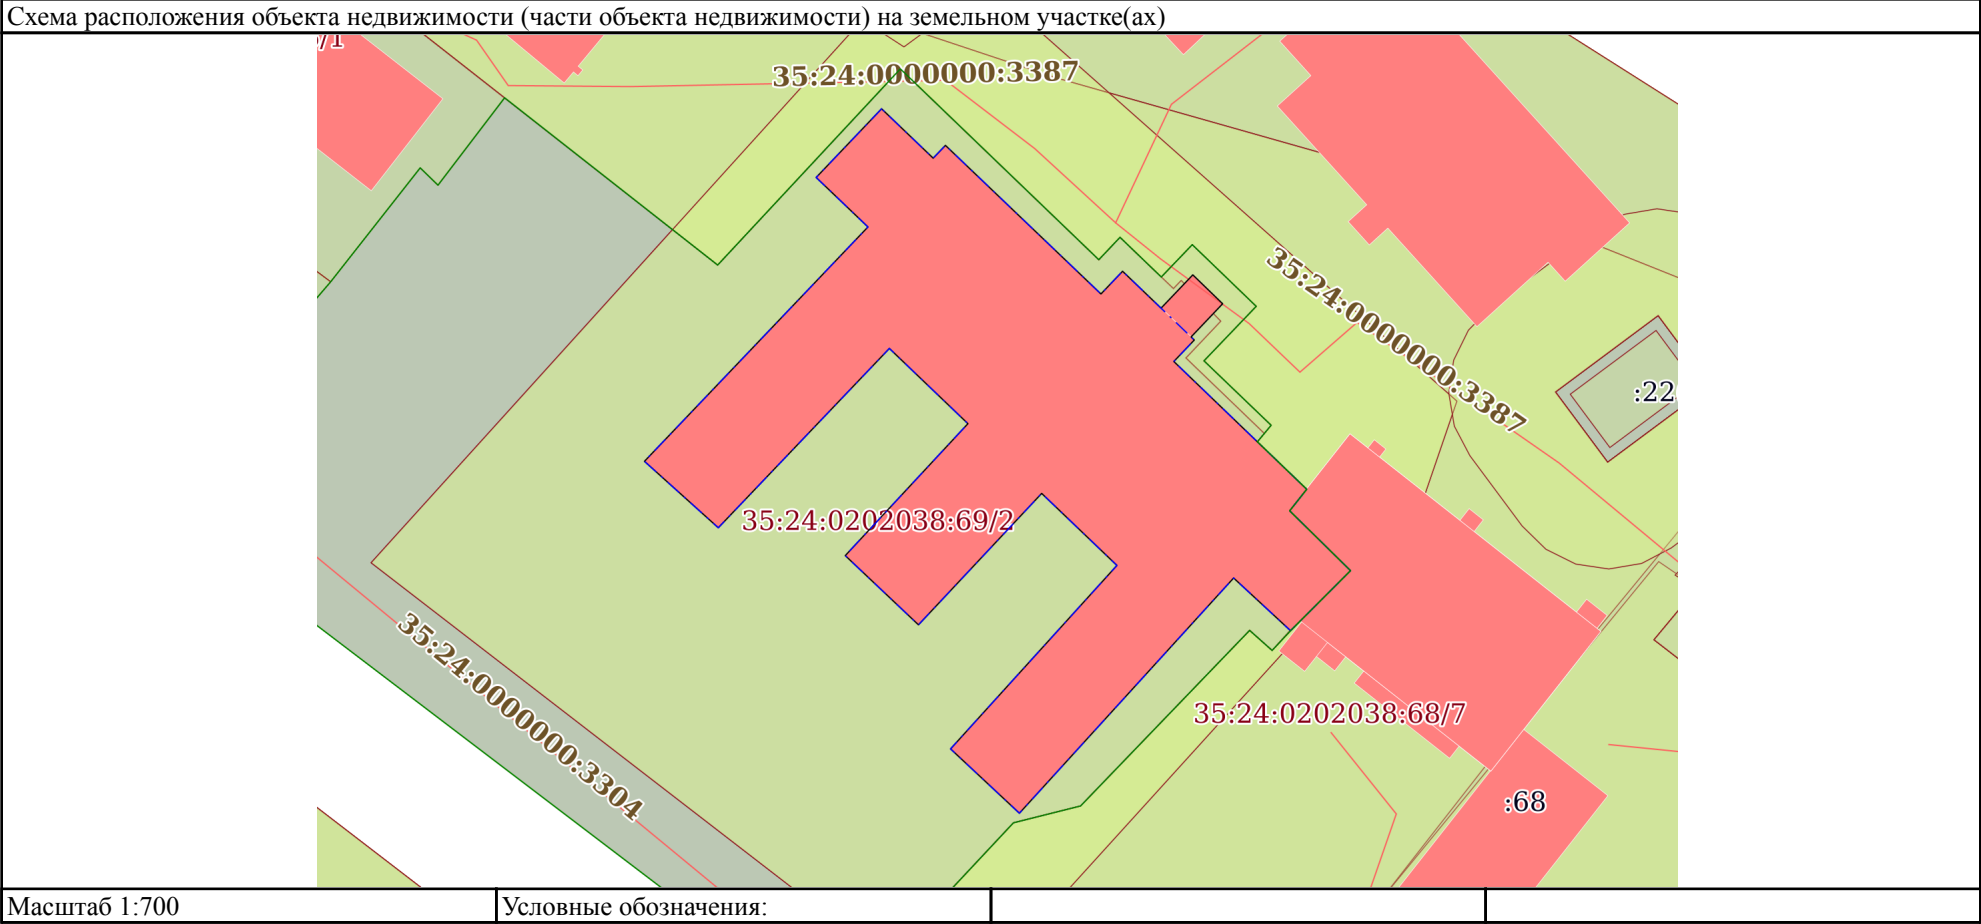 Схема расположения объекта недвижимости (части объекта недвижимости) на земельном участке(ах)
/1
35:24:0000000:3387
35:24:0000000:3387
:22
35:24:0202038:69/2
35:24:0000000:3304
35:24:0202038:68/7
:68
Масштаб 1:700
Условные обозначения: